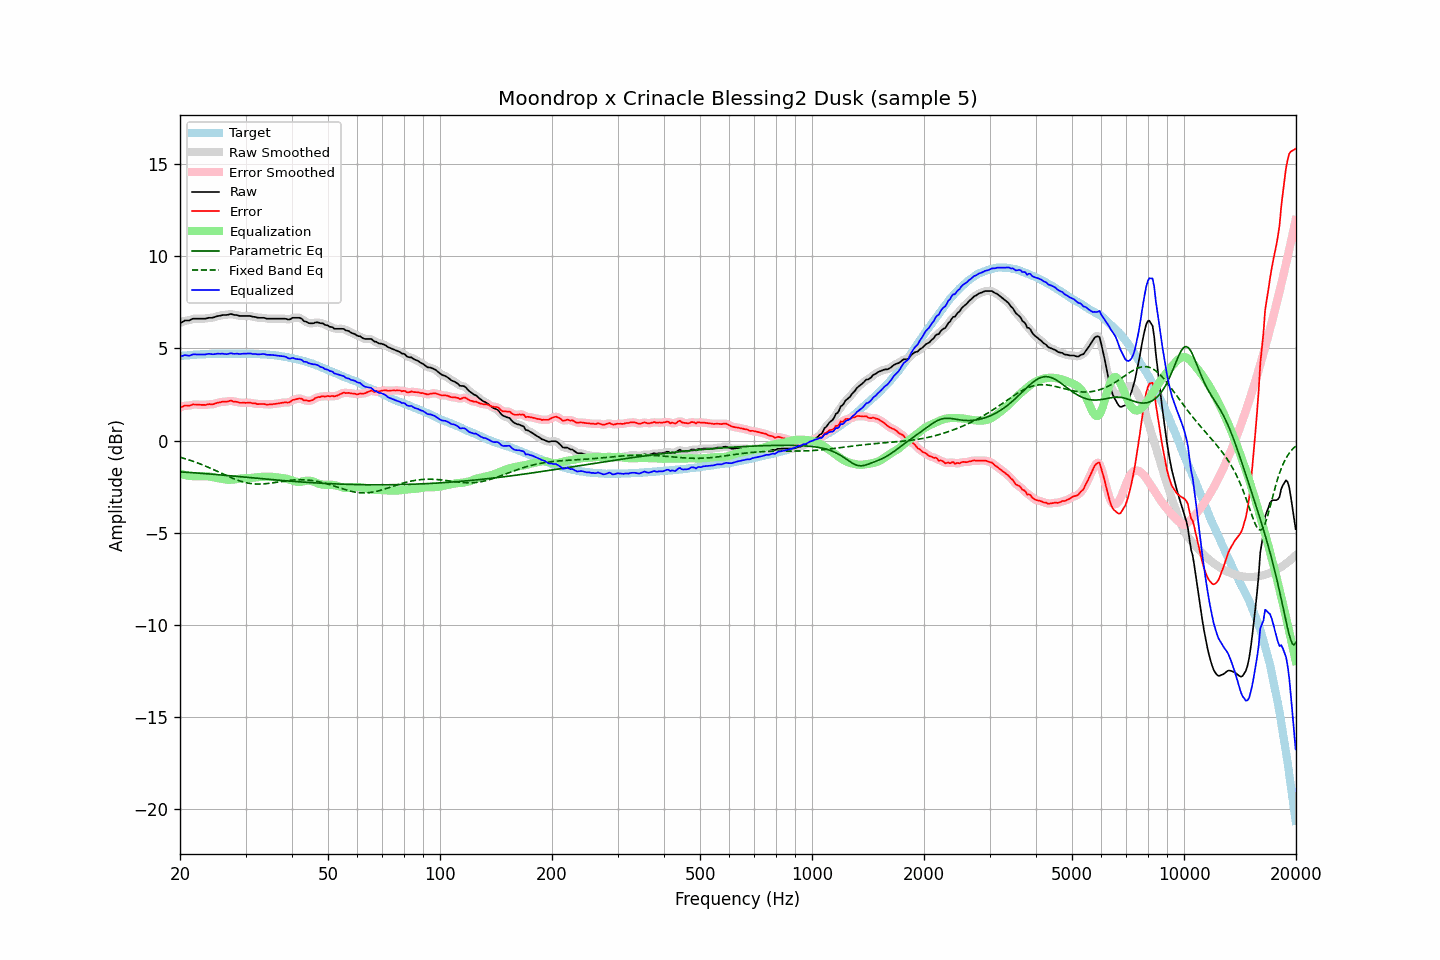 Moondrop x Crinacle Blessing2 Dusk (sample 5)
Target
Raw Smoothed
Error Smoothed
Raw
Error
Equalization
Parametric Eq
Fixed Band Eq
Equalized
Amplitude (dBr)
15
10
5
0
−5
−10
−15
−20
20 50 100 200 500 1000 2000 5000 10000 20000
Frequency (Hz)